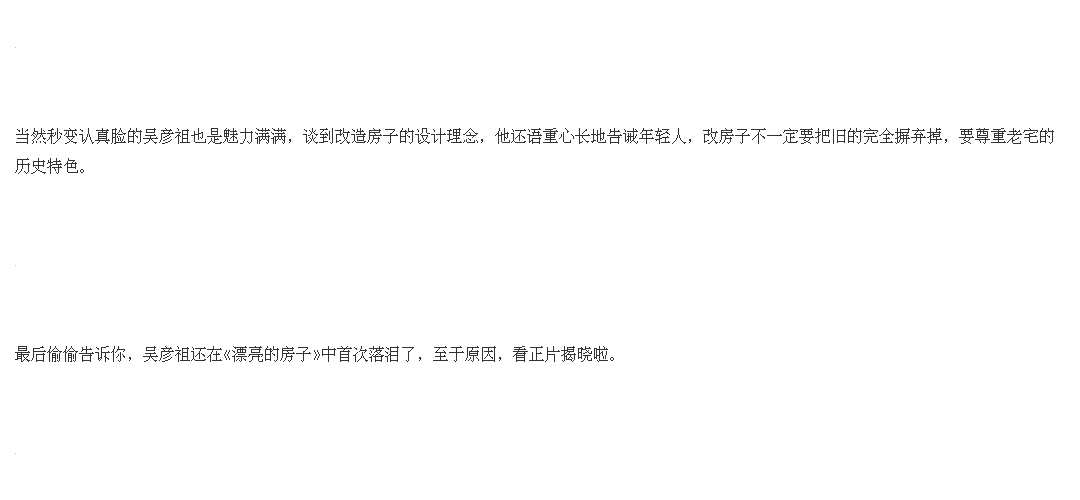 当然秒变认真脸的吴彦祖也是魅力满满，谈到改造房子的设计理念，他还语重心长地告诫年轻人，改房子不一定要把旧的完全摒弃掉，要尊重老宅的
历史特色。
最后偷偷告诉你，吴彦祖还在《漂亮的房子》中首次落泪了，至于原因，看正片揭晓啦。